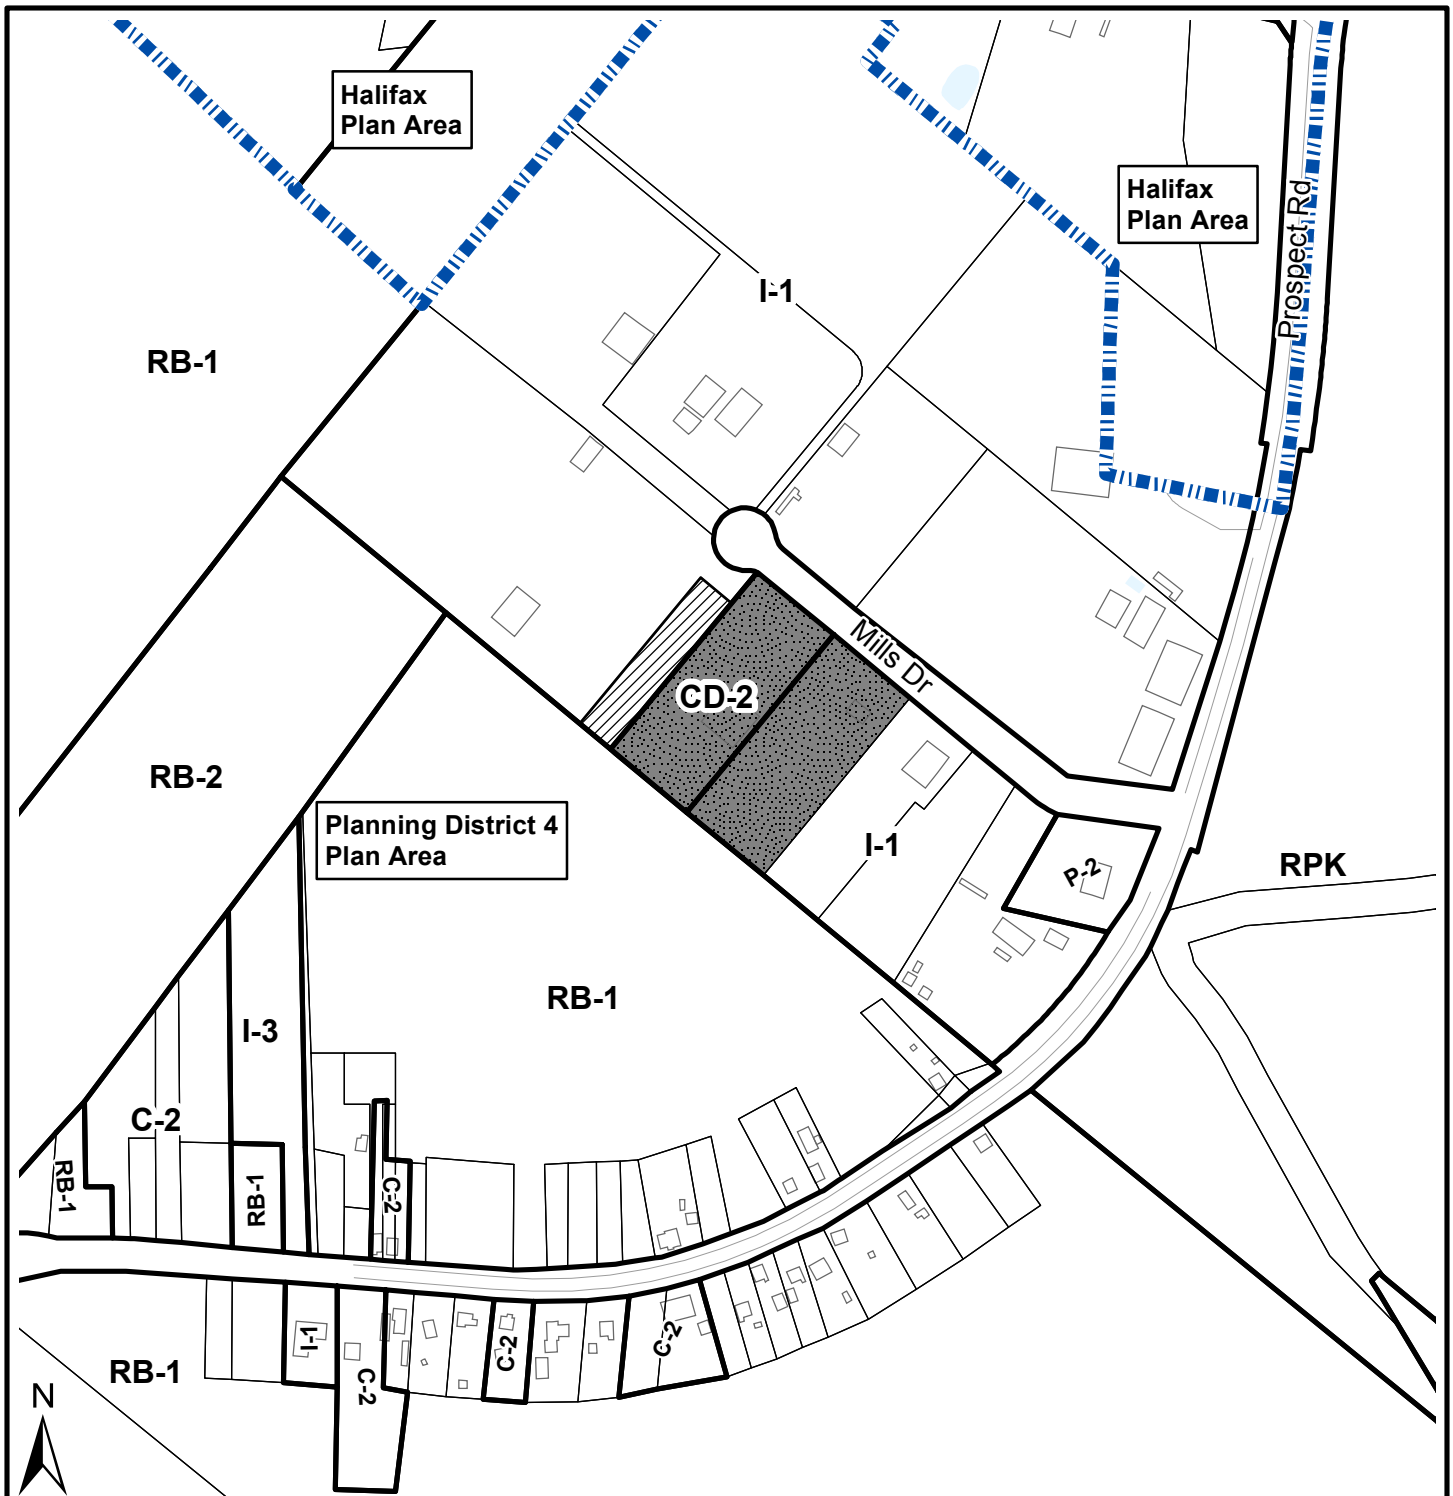 Halifax
Plan Area
Halifax
Plan Area
Prospect Rd
I-1
RB-1
Mills Dr
CD-2
RB-2
Planning District 4
Plan Area
I-1
P-2
RPK
RB-1
I-3
C-2
RB-1
RB-1
C-2
I-1
C-2
C-2
C-2
RB-1
N